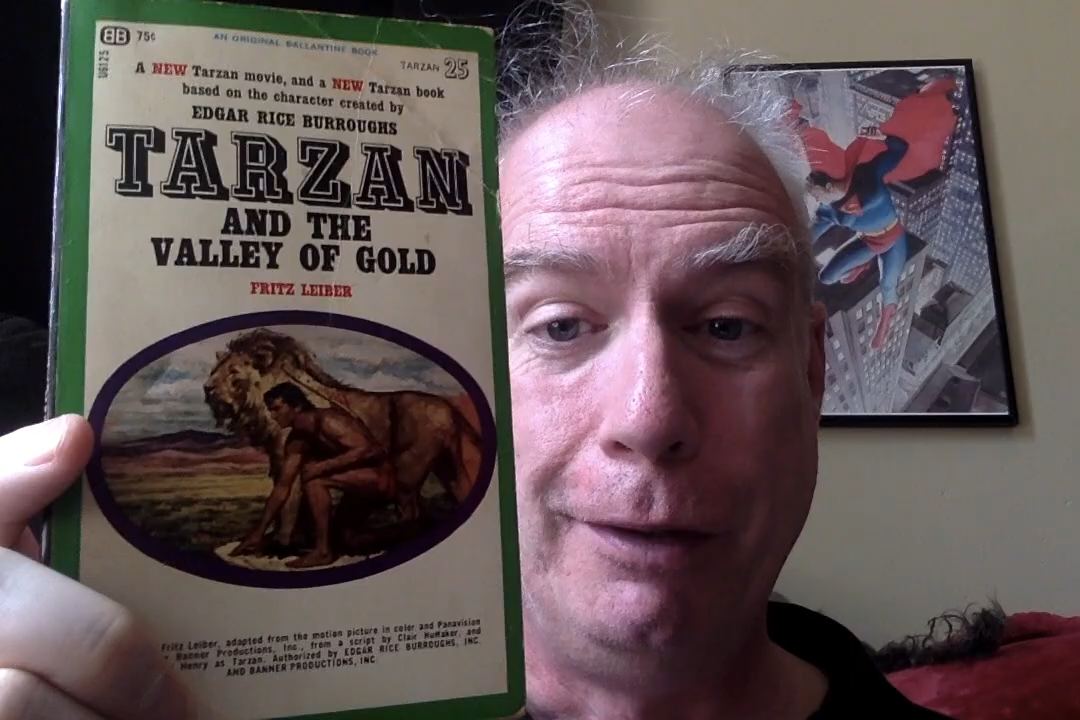 BB 75¢
AN ORIGINAL BALLANTINE BOOK
U6125
TARZAN 25
A NEW Tarzan movie, and a NEW Tarzan book
based on the character created by
EDGAR RICE BURROUGHS
TARZAN
AND THE
VALLEY OF GOLD
FRITZ LEIBER
Fritz Leiber, adapted from the motion picture in color and Panavision
Banner Productions, Inc., from a script by Clair Huffaker, and
Henry as Tarzan. Authorized by EDGAR RICE BURROUGHS, INC.
AND BANNER PRODUCTIONS, INC.